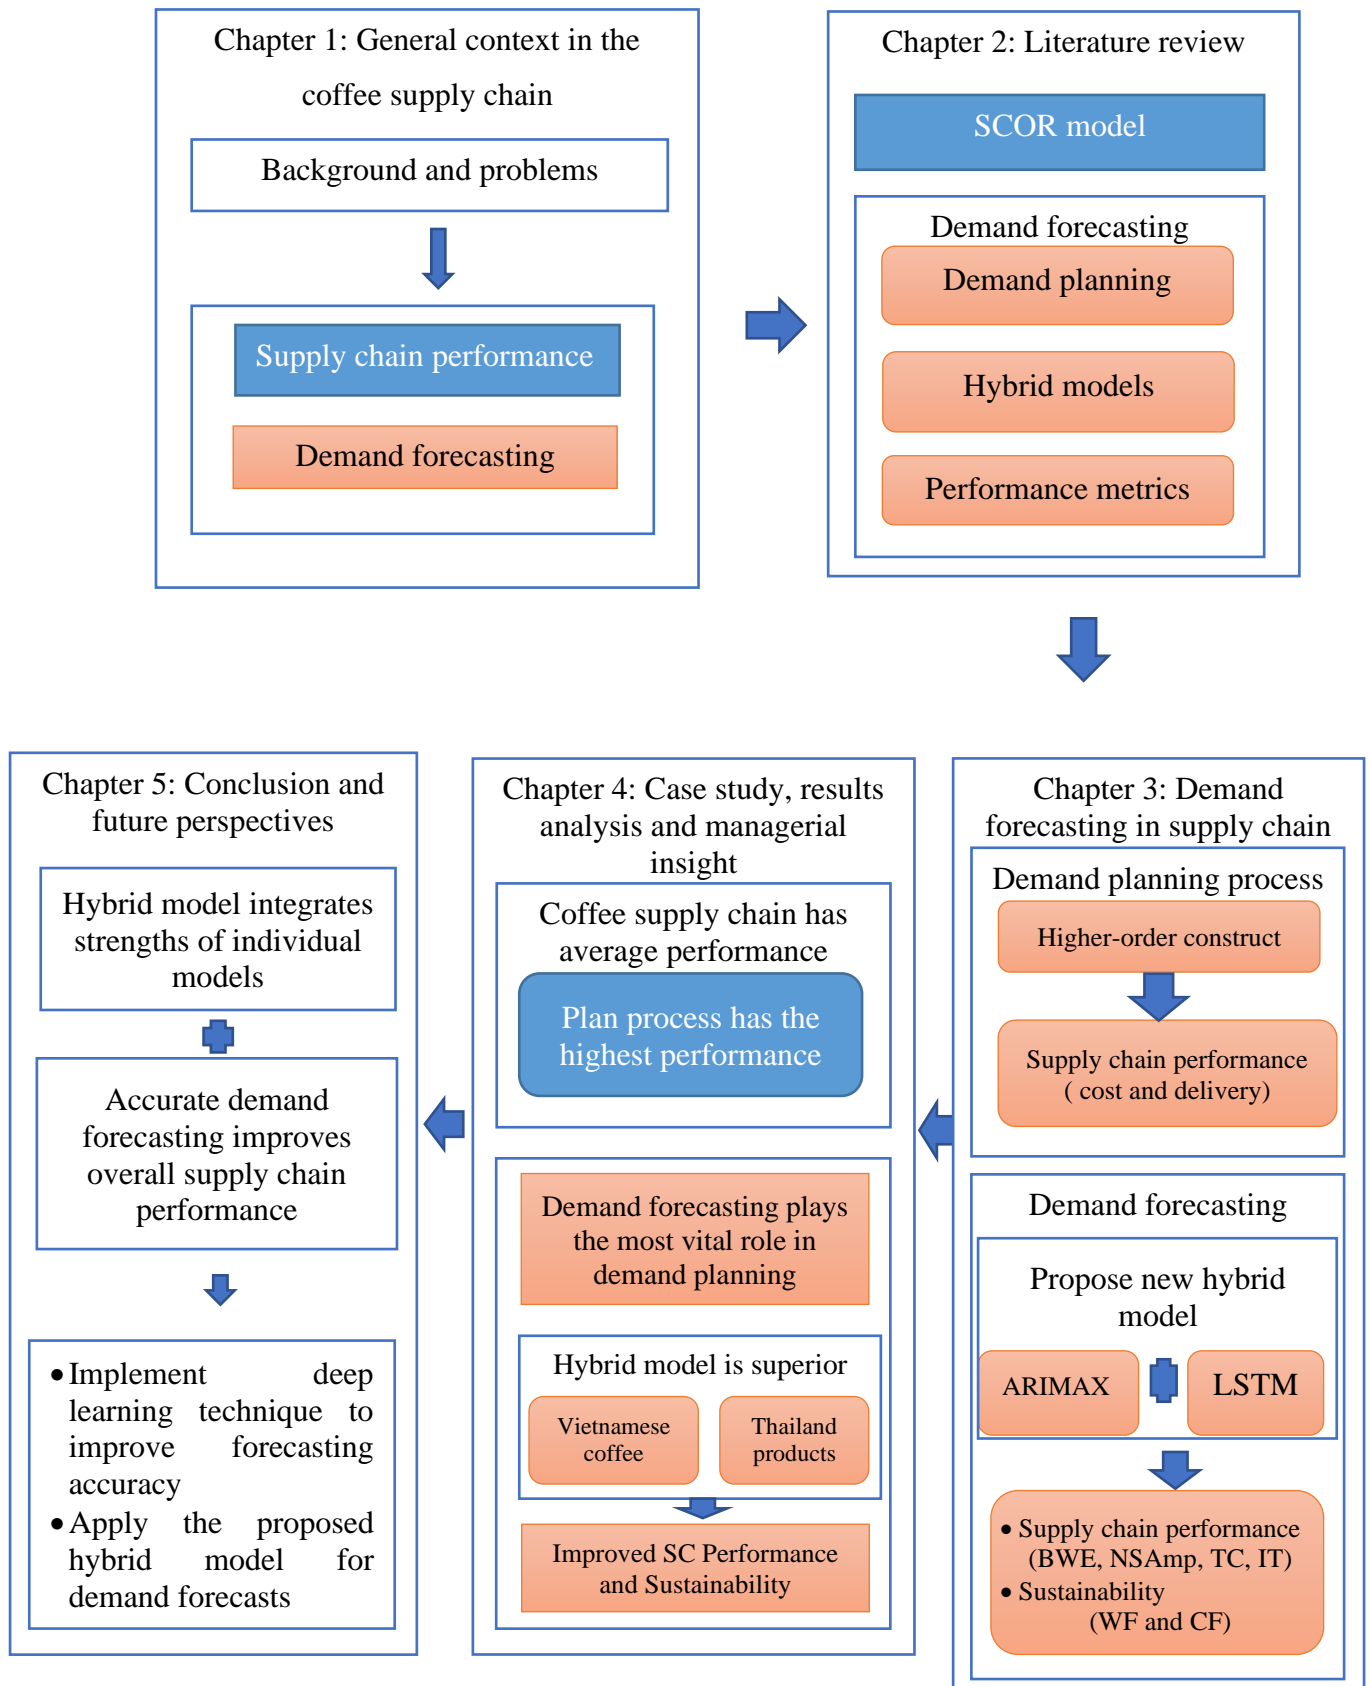 Chapter 1: General context in the
coffee supply chain
Background and problems
Supply chain performance
Demand forecasting
Chapter 2: Literature review
SCOR model
Demand forecasting
Demand planning
Hybrid models
Performance metrics
Chapter 3: Demand
forecasting in supply chain
Demand planning process
Higher-order construct
Supply chain performance
( cost and delivery)
Demand forecasting
Propose new hybrid
model
ARIMAX
LSTM
• Supply chain performance
(BWE, NSAmp, TC, IT)
• Sustainability
(WF and CF)
Chapter 4: Case study, results
analysis and managerial
insight
Coffee supply chain has
average performance
Plan process has the
highest performance
Demand forecasting plays
the most vital role in
demand planning
Hybrid model is superior
Vietnamese
coffee
Thailand
products
Improved SC Performance
and Sustainability
Chapter 5: Conclusion and
future perspectives
Hybrid model integrates
strengths of individual
models
Accurate demand
forecasting improves
overall supply chain
performance
• Implement deep
learning technique to
improve forecasting
accuracy
• Apply the proposed
hybrid model for
demand forecasts